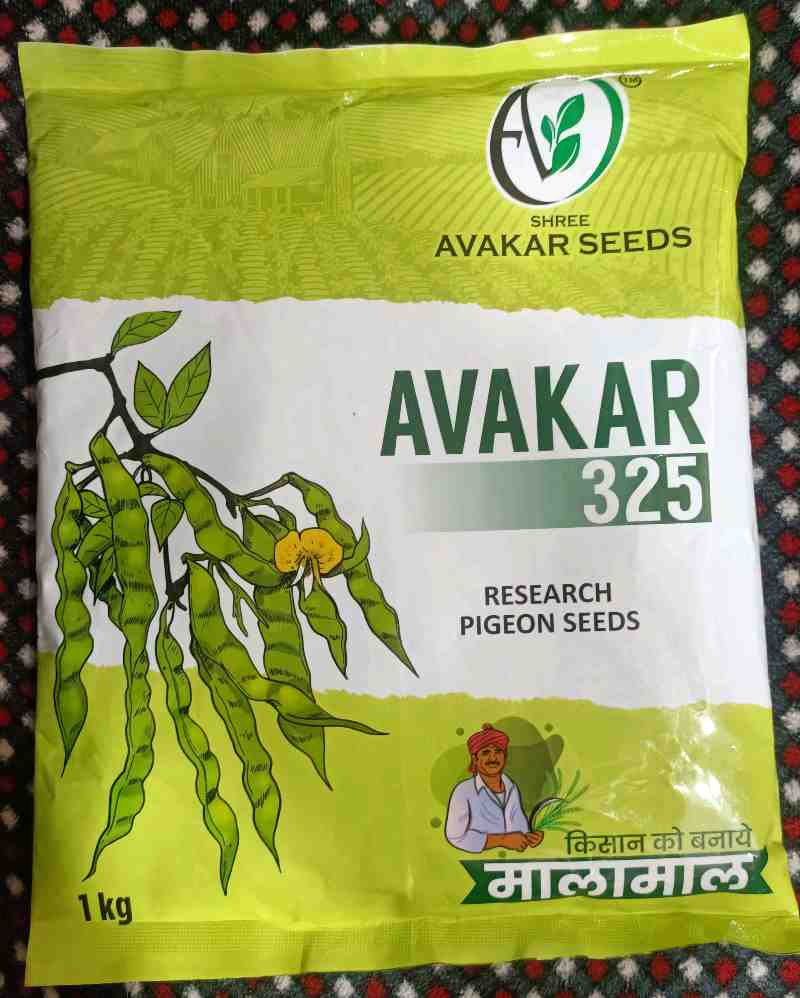 TM
SHREE
AVAKAR SEEDS
AVAKAR
325
RESEARCH
PIGEON SEEDS
किसान को बनाये
मालामाल
1 kg